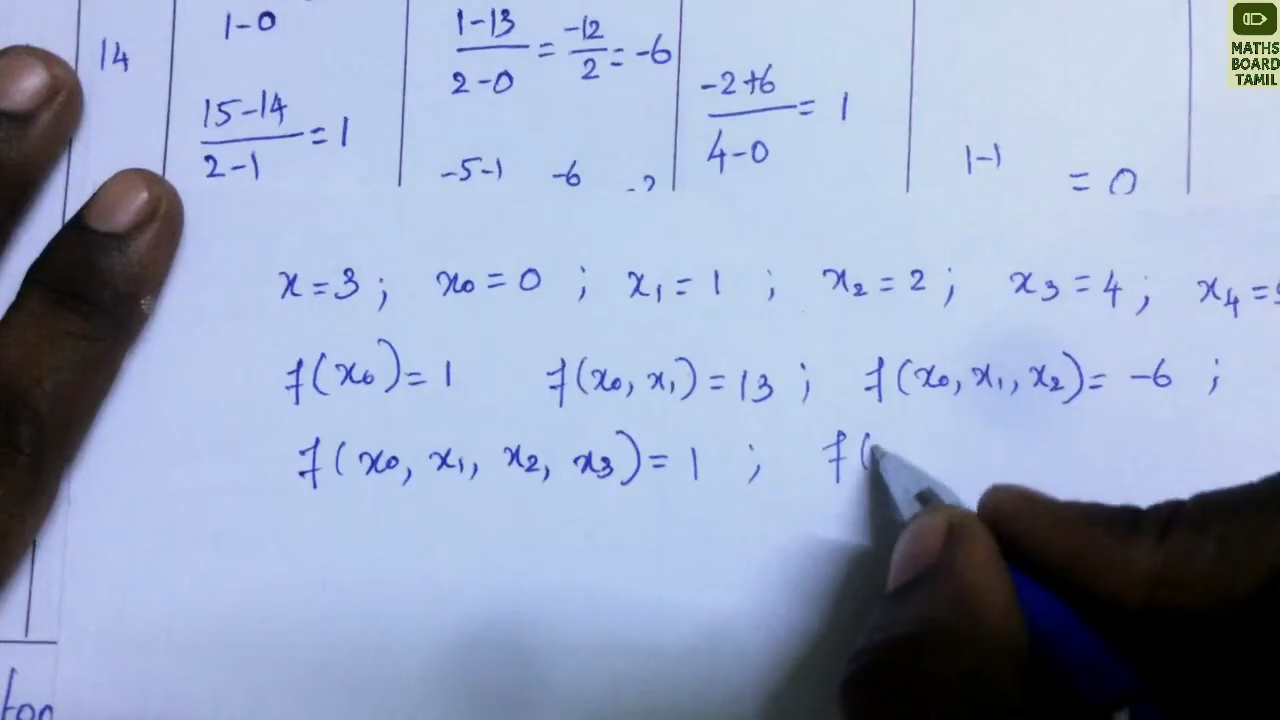 1-0
14
15-14 / 2-1 = 1
1-13 / 2-0 = -12 / 2 = -6
-5-1 -6
-2+6 / 4-0 = 1
1-1 = 0
x=3 ; x0=0 ; x1=1 ; x2=2 ; x3=4 ; x4=
f(x0)=1 f(x0, x1)=13 ; f(x0, x1, x2)= -6 ;
f(x0, x1, x2, x3)=1 ; f(
MATHS
BOARD
TAMIL